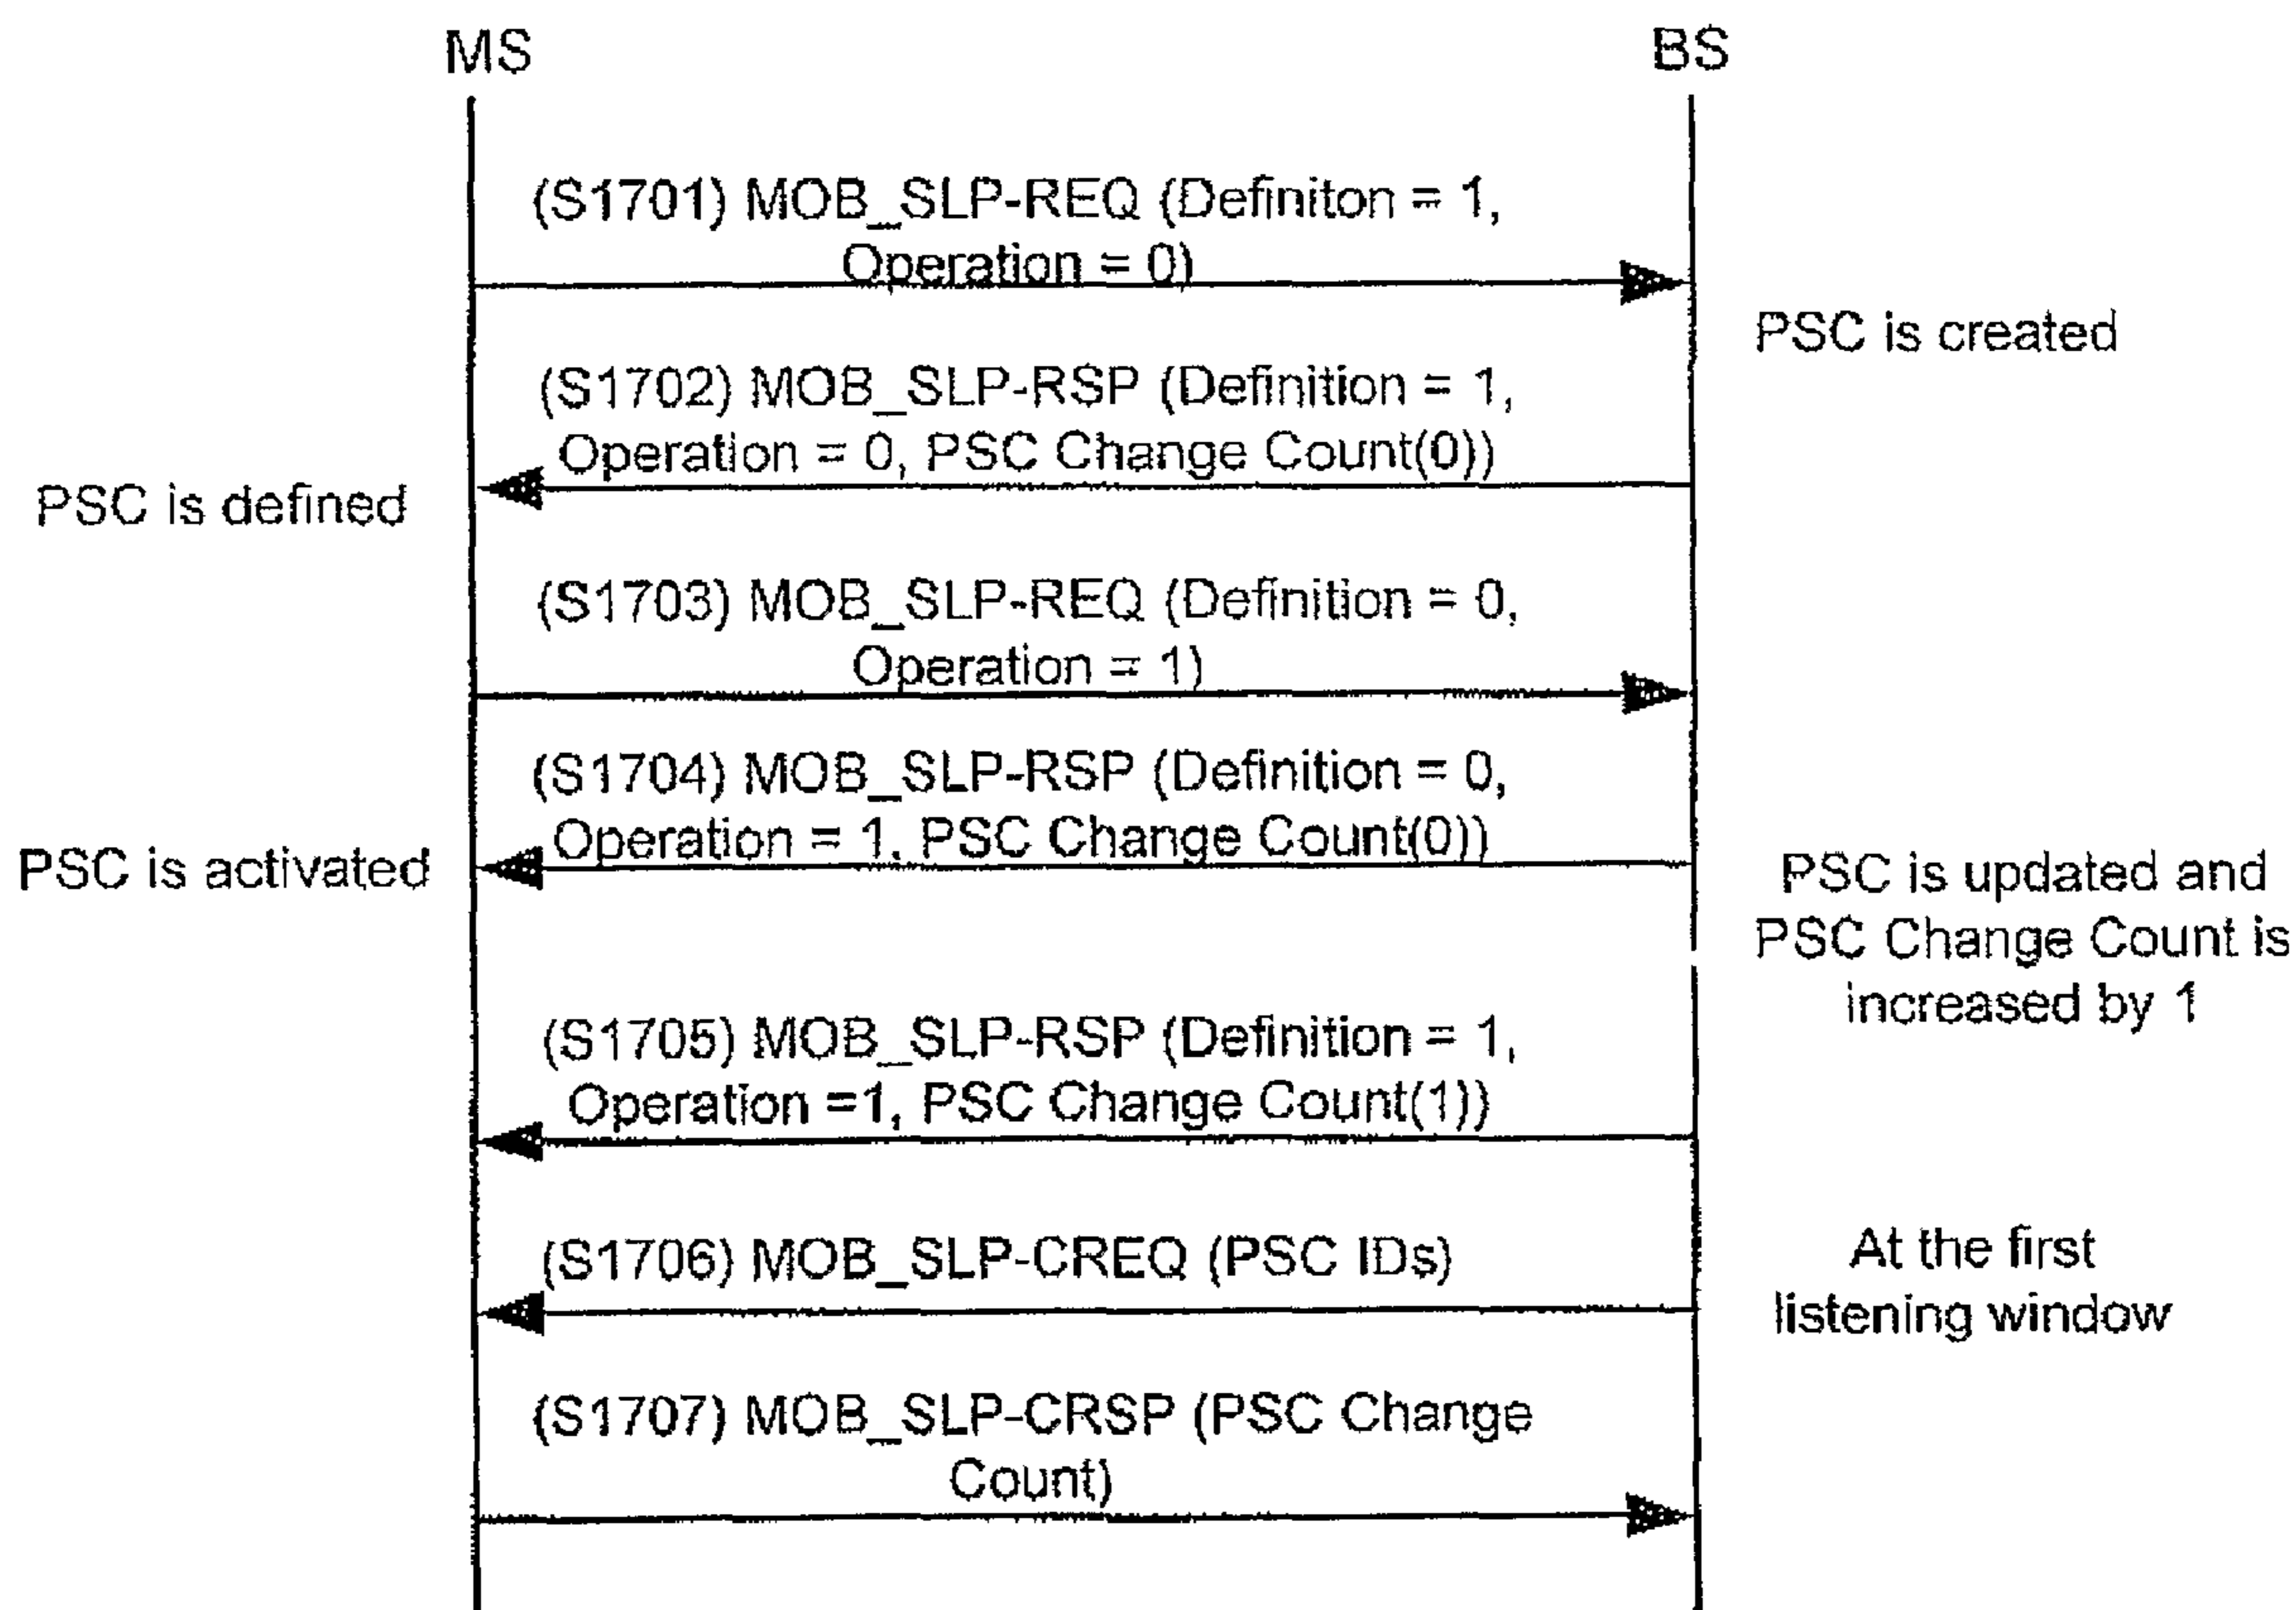 MS
BS
(S1701) MOB_SLP-REQ (Definiton = 1,
Operation = 0)
PSC is created
(S1702) MOB_SLP-RSP (Definition = 1,
Operation = 0, PSC Change Count(0))
PSC is defined
(S1703) MOB_SLP-REQ (Definition = 0,
Operation = 1)
(S1704) MOB_SLP-RSP (Definition = 0,
Operation = 1, PSC Change Count(0))
PSC is activated
PSC is updated and
PSC Change Count is
increased by 1
(S1705) MOB_SLP-RSP (Definition = 1,
Operation =1, PSC Change Count(1))
(S1706) MOB_SLP-CREQ (PSC IDs)
At the first
listening window
(S1707) MOB_SLP-CRSP (PSC Change
Count)